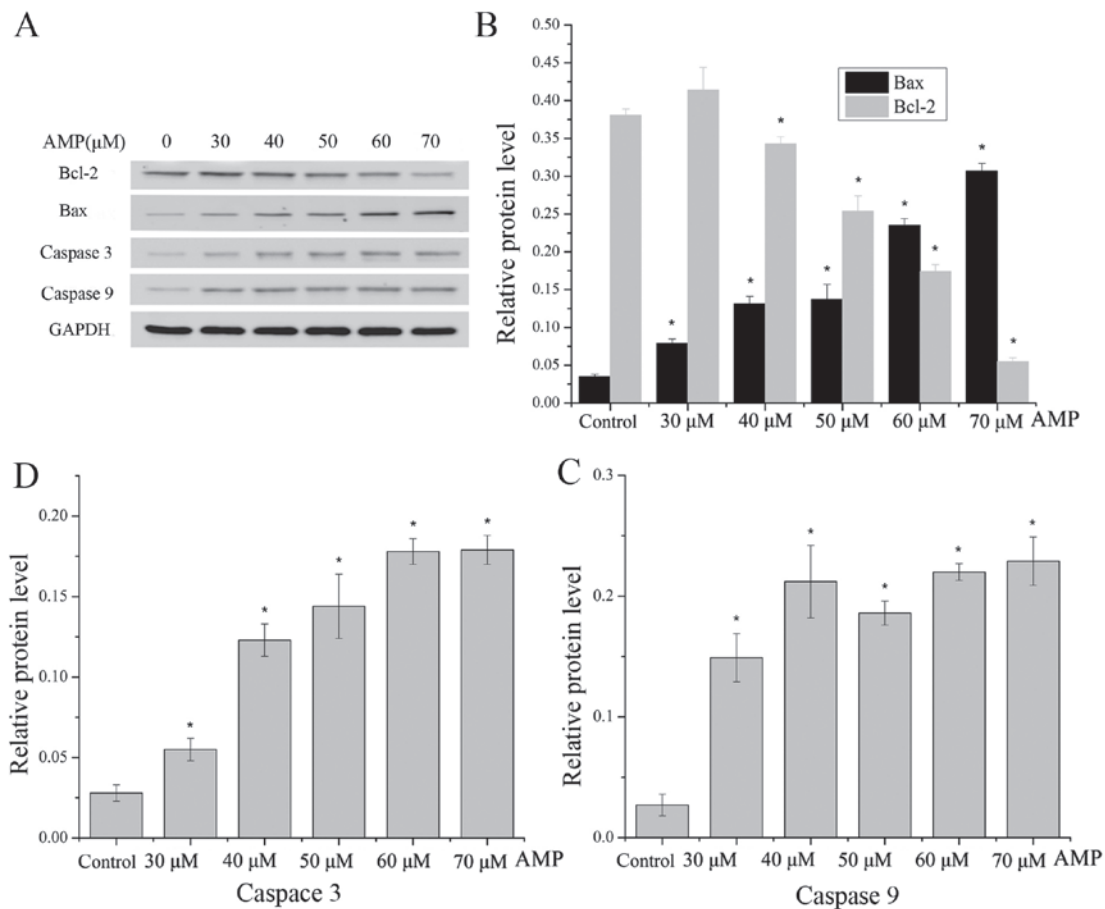 A
AMP(μM) 0 30 40 50 60 70
Bcl-2
Bax
Caspase 3
Caspase 9
GAPDH
B
Relative protein level
0.50
0.45
0.40
0.35
0.30
0.25
0.20
0.15
0.10
0.05
0.00
Bax
Bcl-2
* * * * * * * * *
Control 30 μM 40 μM 50 μM 60 μM 70 μM AMP
D
Relative protein level
0.20
0.15
0.10
0.05
0.00
* * * * *
Control 30 μM 40 μM 50 μM 60 μM 70 μM AMP
Caspace 3
C
Relative protein level
0.3
0.2
0.1
0.0
* * * * *
Control 30 μM 40 μM 50 μM 60 μM 70 μM AMP
Caspase 9